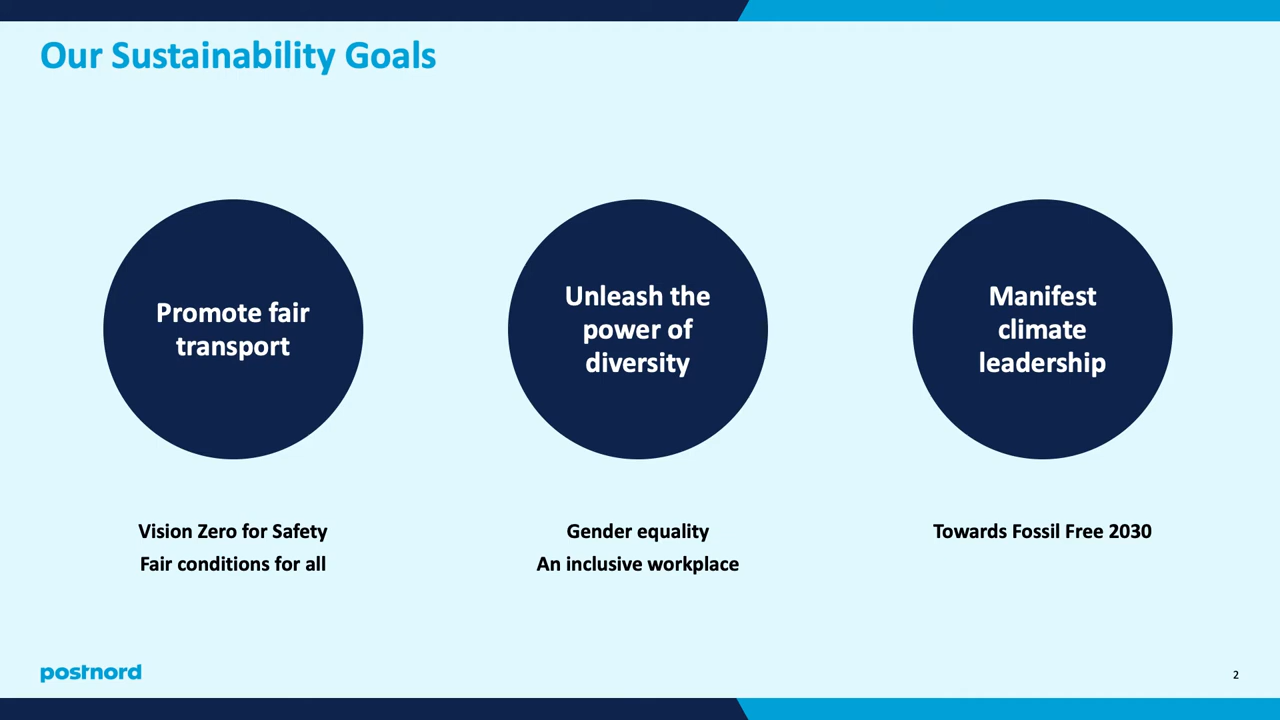 Our Sustainability Goals
Promote fair
transport
Unleash the
power of
diversity
Manifest
climate
leadership
Vision Zero for Safety
Fair conditions for all
Gender equality
An inclusive workplace
Towards Fossil Free 2030
postnord
2